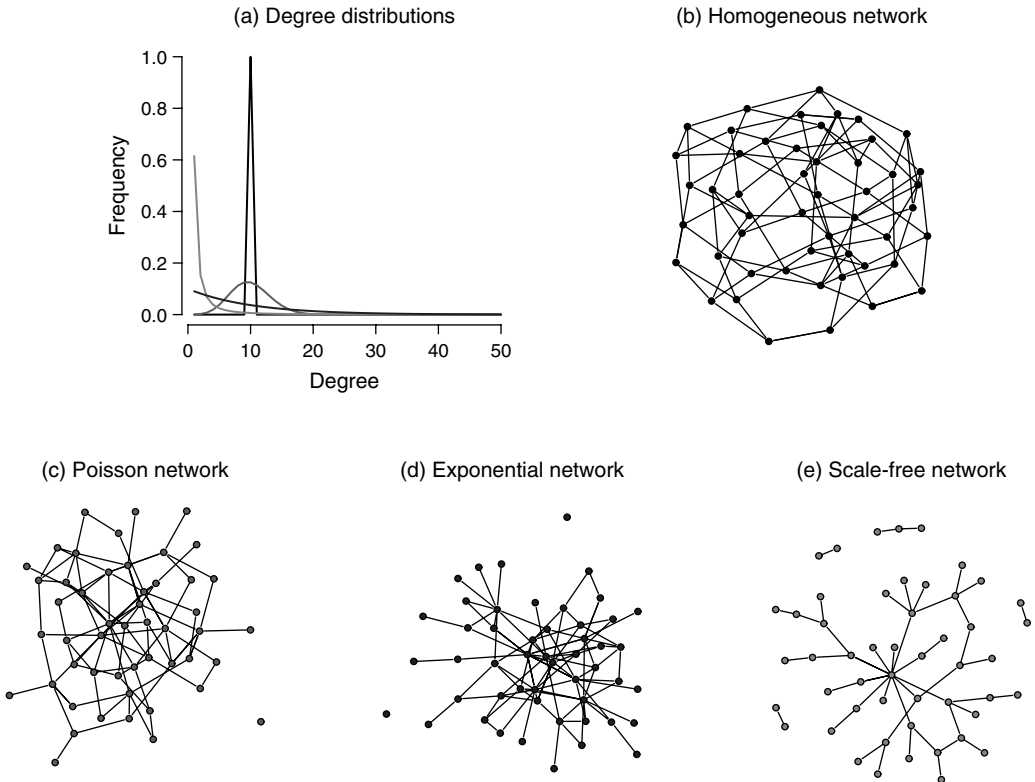 (a) Degree distributions
(b) Homogeneous network
1.0
0.8
0.6
0.4
0.2
0.0
Frequency
0 10 20 30 40 50
Degree
(c) Poisson network
(d) Exponential network
(e) Scale-free network